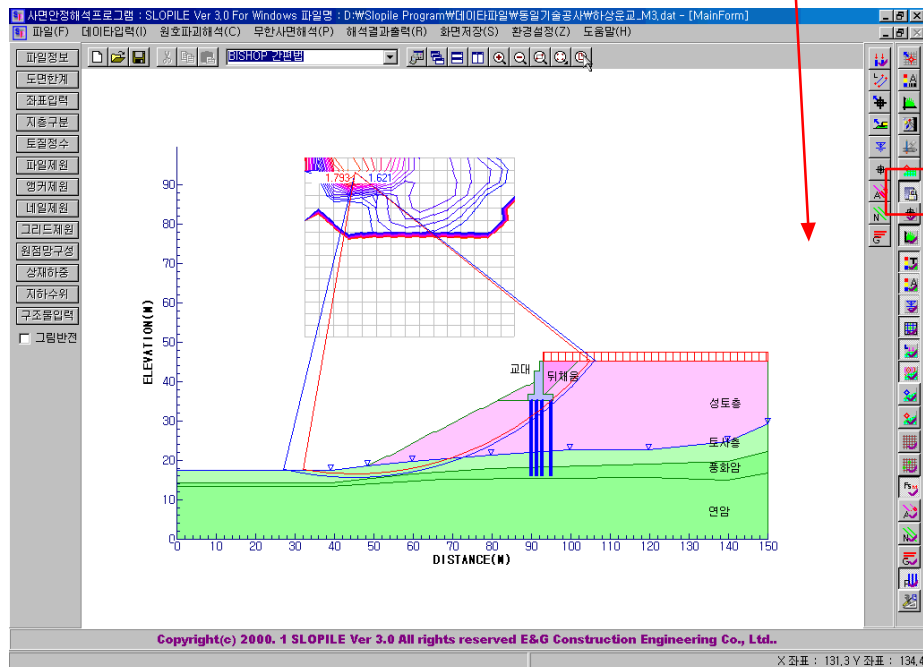 사면안정해석프로그램 : SLOPILE Ver 3,0 For Windows 파일명 : D:₩Slopile Program₩데이타파일₩동일기술공사₩하상운교_M3,dat - [MainForm]
파일(F) 데이타입력(I) 원호파괴해석(C) 무한사면해석(P) 해석결과출력(R) 화면저장(S) 환경설정(Z) 도움말(H)
BISHOP 간편법
파일정보
도면한계
좌표입력
지층구분
토질정수
파일제원
앵커제원
네일제원
그리드제원
원점망구성
상재하중
지하수위
구조물입력
그림반전
ELEVATION(M)
90
80
70
60
50
40
30
20
10
0
1.793
1.621
교대
뒤채움
성토층
토사층
풍화암
연암
0 10 20 30 40 50 60 70 80 90 100 110 120 130 140 150
DISTANCE(M)
Copyright(c) 2000. 1 SLOPILE Ver 3.0 All rights reserved E&G Construction Engineering Co., Ltd..
X 좌표 : 131,3 Y 좌표 : 134,4